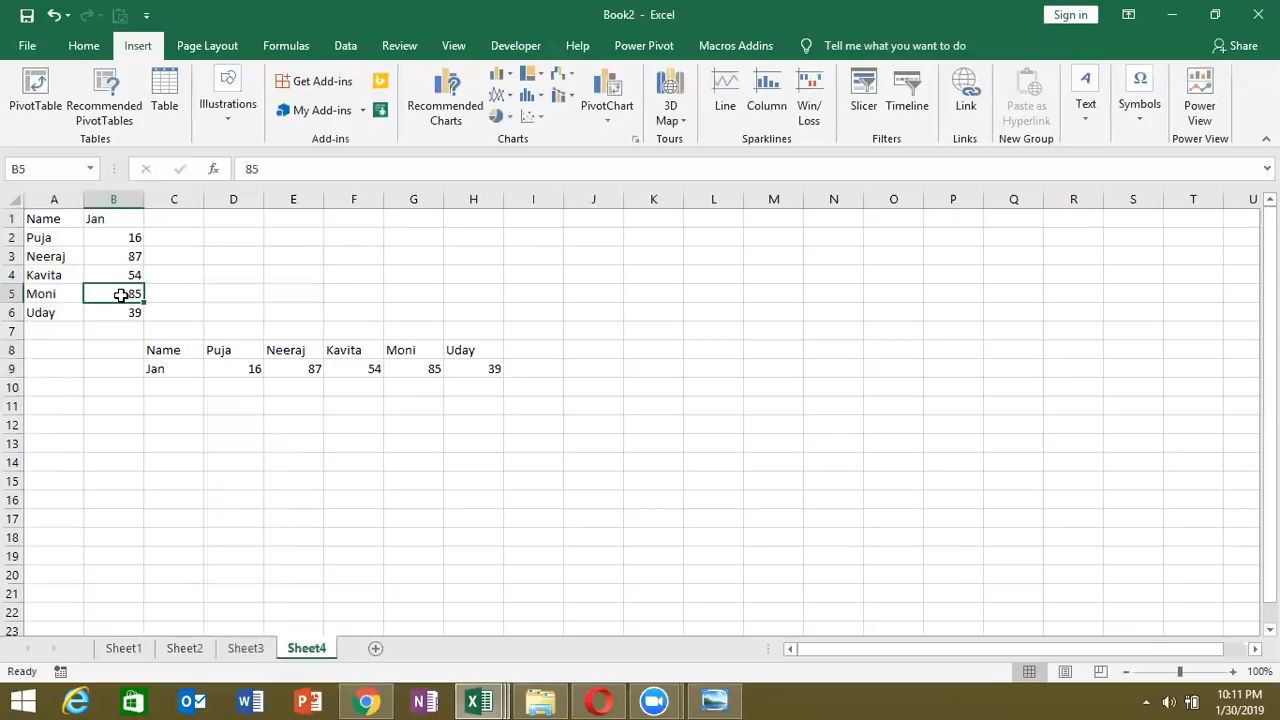 Book2 - Excel
Sign in
File Home Insert Page Layout Formulas Data Review View Developer Help Power Pivot Macros Addins Tell me what you want to do Share
PivotTable Recommended PivotTables Table Illustrations Get Add-ins My Add-ins Recommended Charts PivotChart 3D Map Line Column Win/Loss Slicer Timeline Link Paste as Hyperlink Text Symbols Power View
Tables Add-ins Charts Tours Sparklines Filters Links New Group Power View
B5 fx 85
A B C D E F G H I J K L M N O P Q R S T U
1 Name Jan
2 Puja 16
3 Neeraj 87
4 Kavita 54
5 Moni 85
6 Uday 39
7
8 Name Puja Neeraj Kavita Moni Uday
9 Jan 16 87 54 85 39
10
11
12
13
14
15
16
17
18
19
20
21
22
23
Sheet1 Sheet2 Sheet3 Sheet4
Ready 100%
10:11 PM
1/30/2019